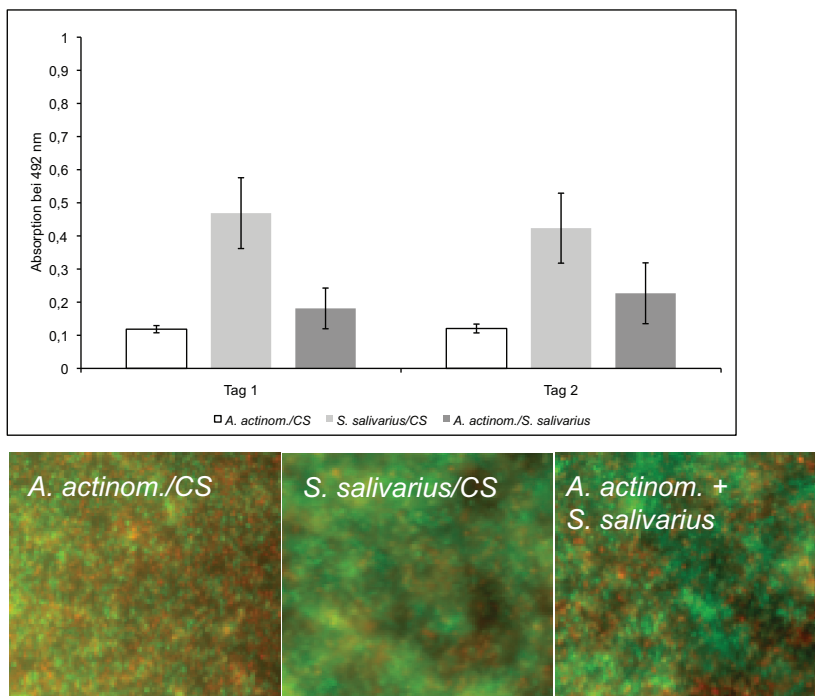 1
0,9
0,8
0,7
0,6
0,5
0,4
0,3
0,2
0,1
0
Absorption bei 492 nm
Tag 1 Tag 2
A. actinom./CS S. salivarius/CS A. actinom./S. salivarius
A. actinom./CS
S. salivarius/CS
A. actinom. +
S. salivarius